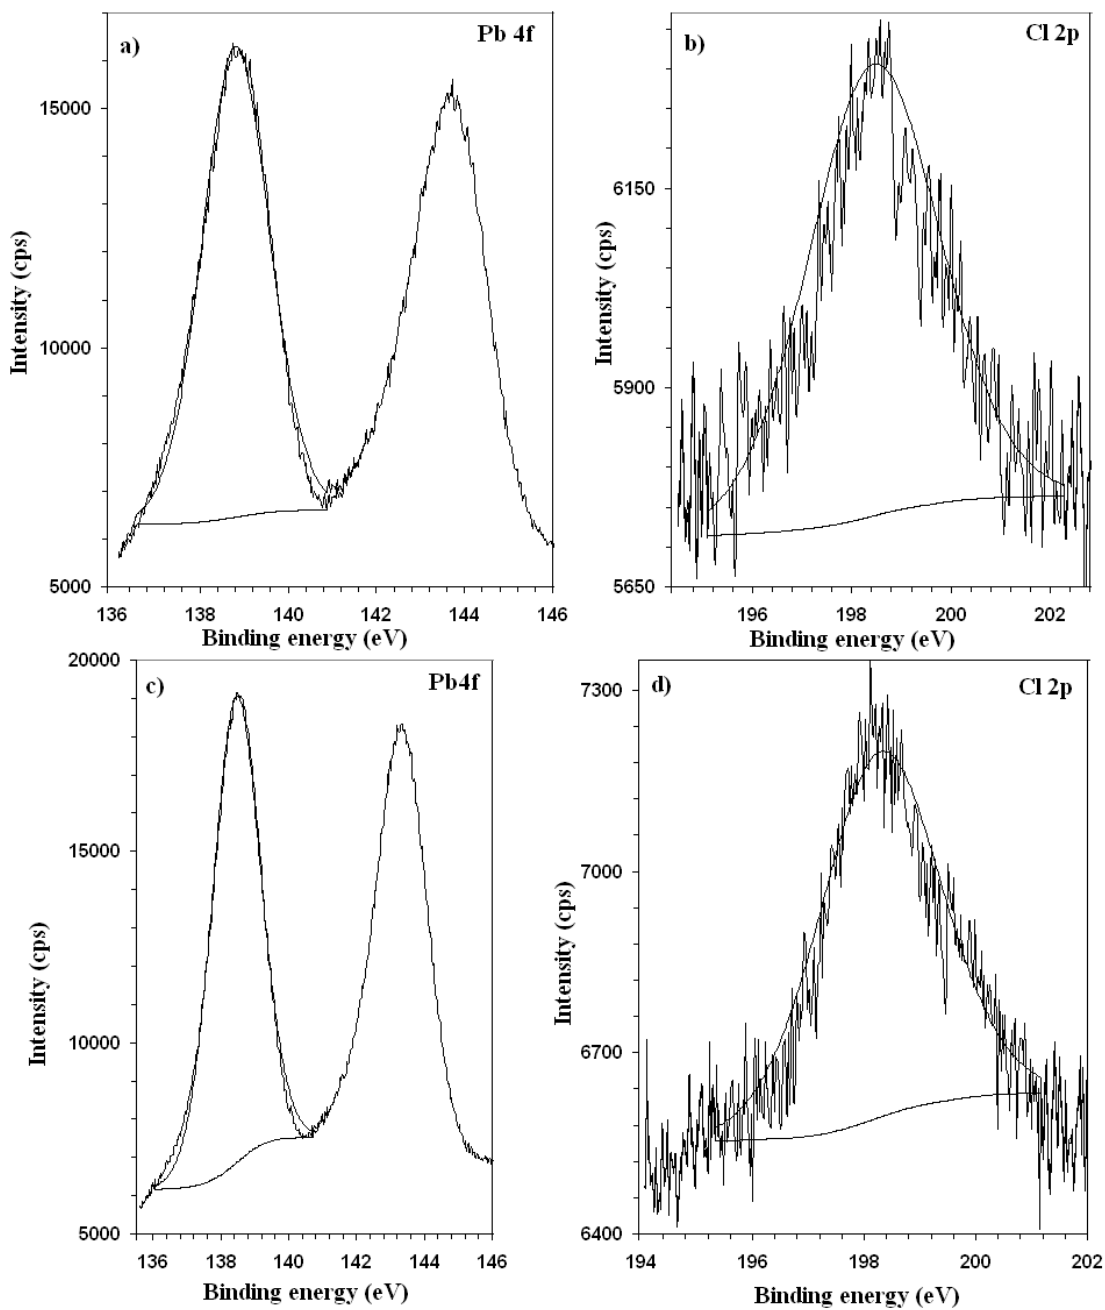 a)
Pb 4f
15000
10000
5000
Intensity (cps)
136 138 140 142 144 146
Binding energy (eV)
b)
Cl 2p
6150
5900
5650
Intensity (cps)
196 198 200 202
Binding energy (eV)
c)
Pb4f
20000
15000
10000
5000
Intensity (cps)
136 138 140 142 144 146
Binding energy (eV)
d)
Cl 2p
7300
7000
6700
6400
Intensity (cps)
194 196 198 200 202
Binding energy (eV)